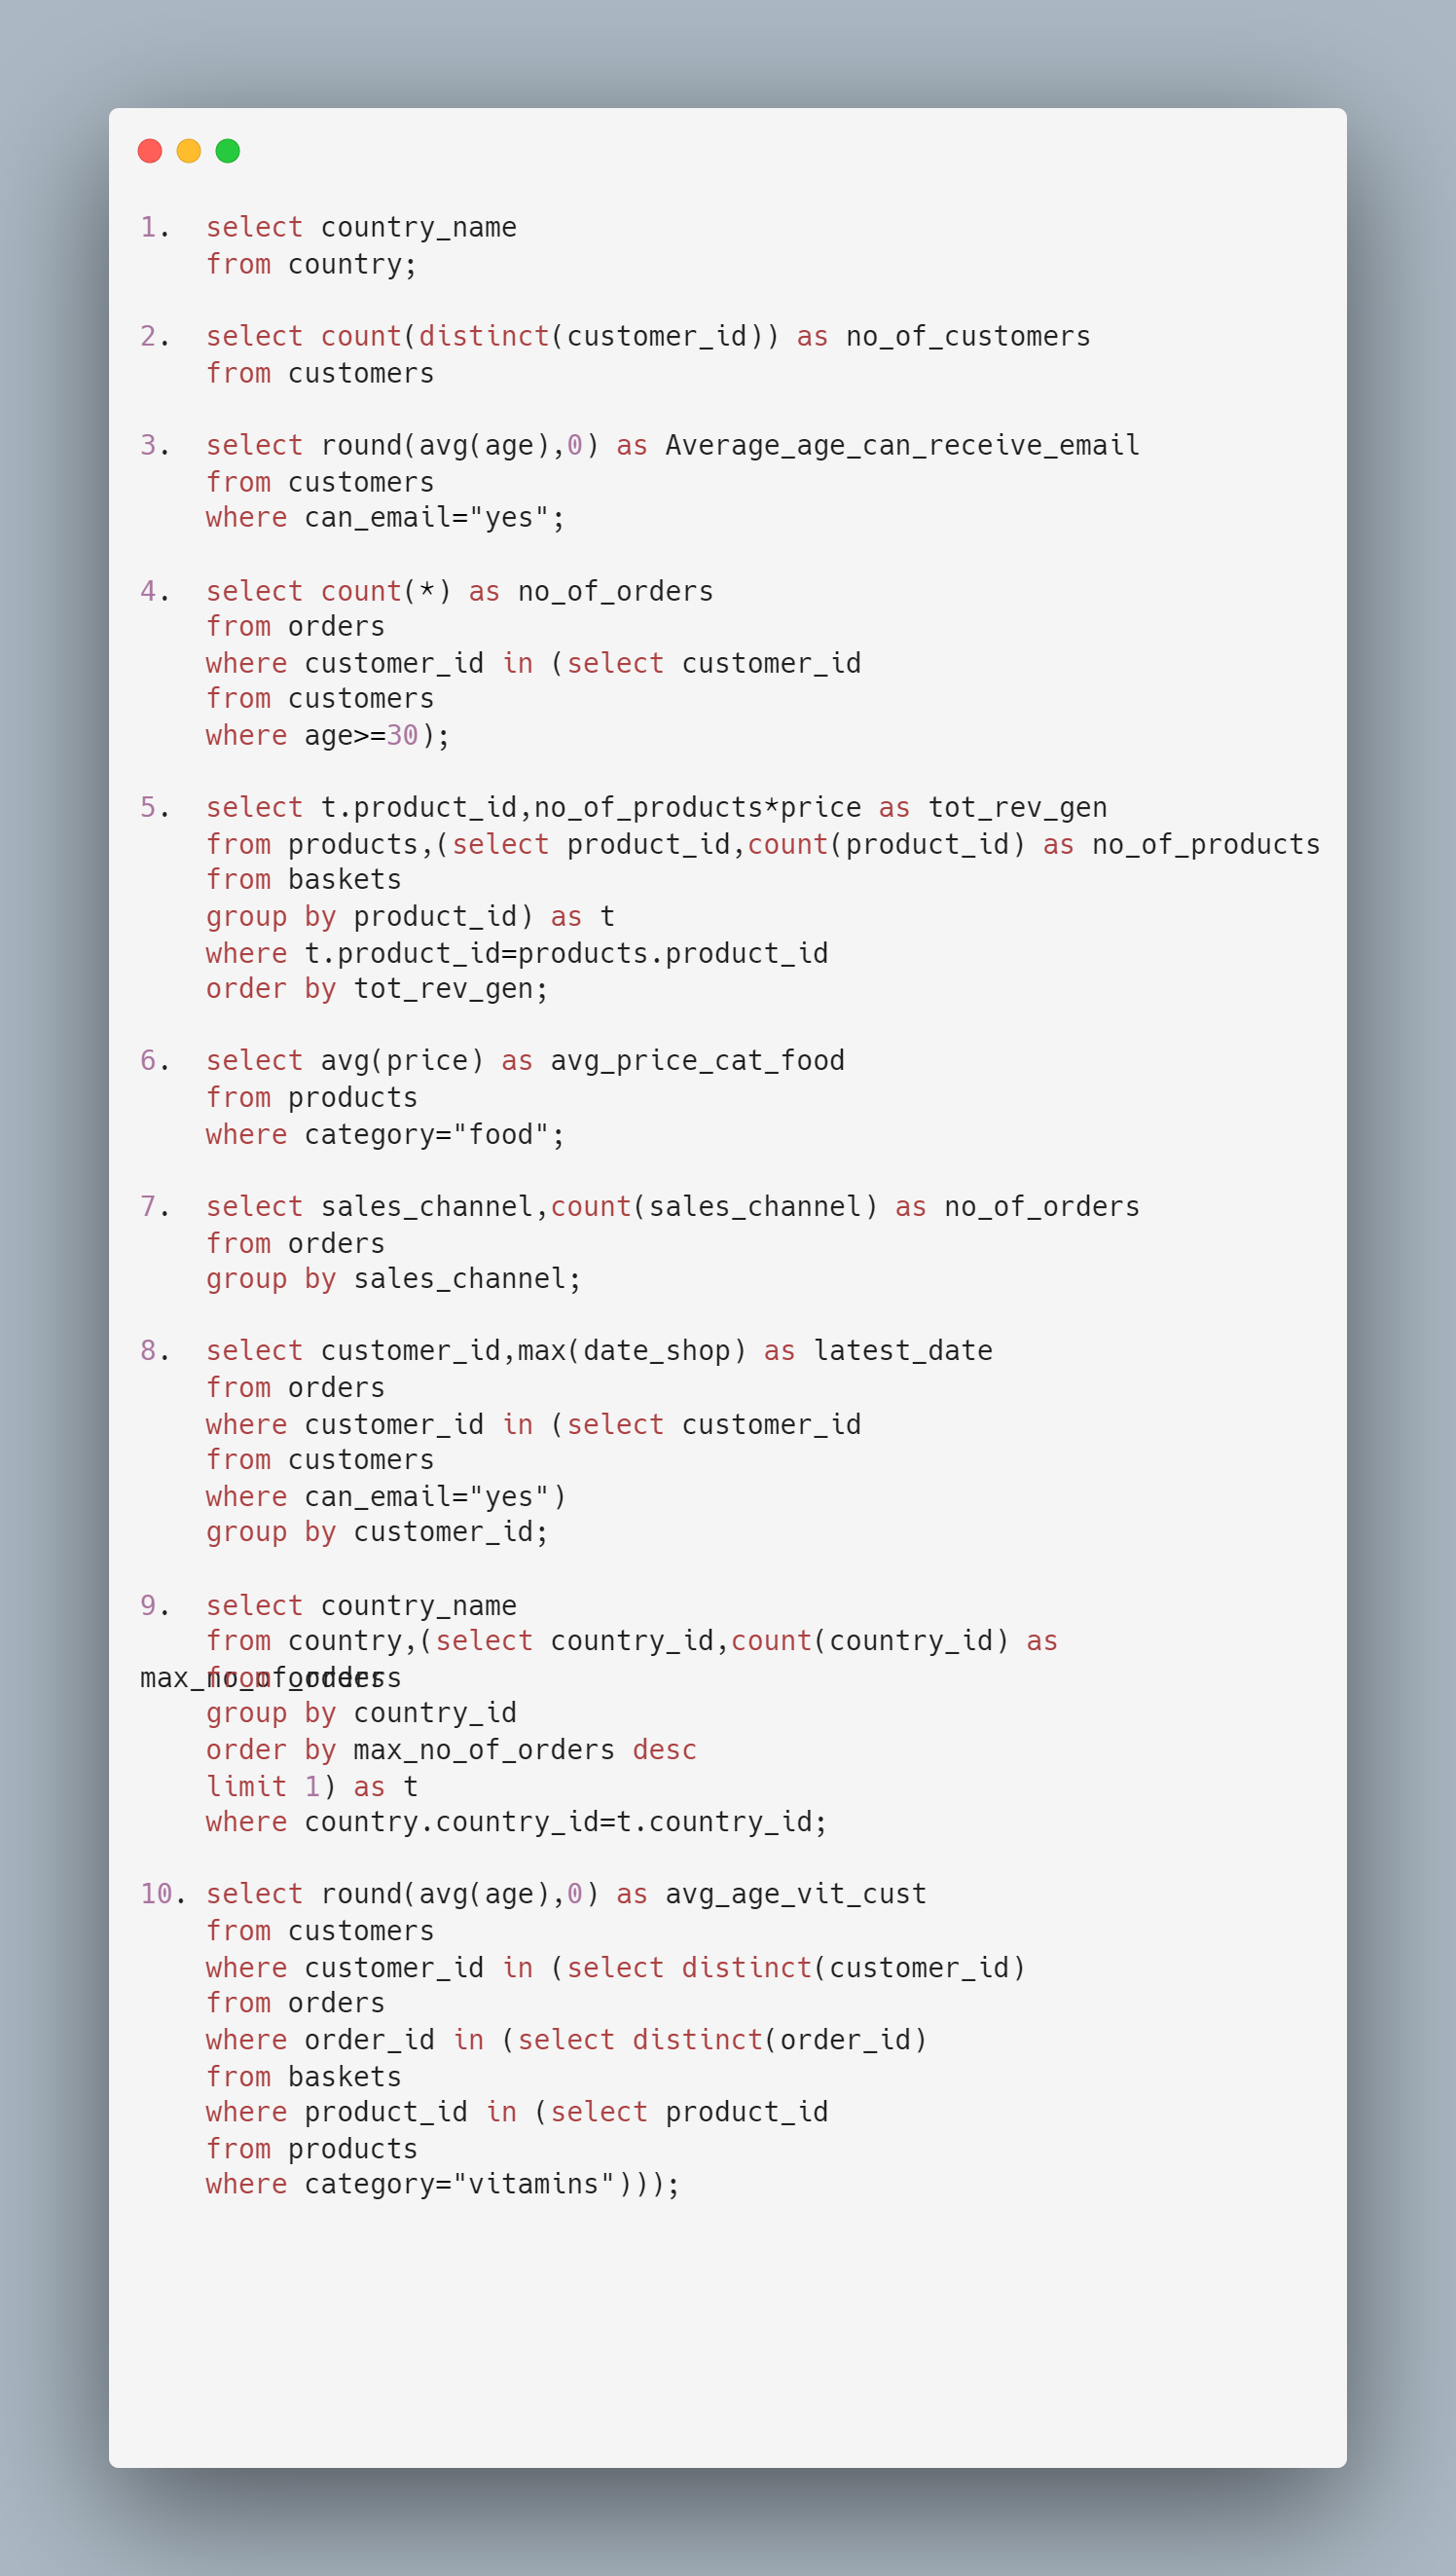 1.  select country_name
    from country;
2.  select count(distinct(customer_id)) as no_of_customers
    from customers
3.  select round(avg(age),0) as Average_age_can_receive_email
    from customers
    where can_email="yes";
4.  select count(*) as no_of_orders
    from orders
    where customer_id in (select customer_id
    from customers
    where age>=30);
5.  select t.product_id,no_of_products*price as tot_rev_gen
    from products,(select product_id,count(product_id) as no_of_products
    from baskets
    group by product_id) as t
    where t.product_id=products.product_id
    order by tot_rev_gen;
6.  select avg(price) as avg_price_cat_food
    from products
    where category="food";
7.  select sales_channel,count(sales_channel) as no_of_orders
    from orders
    group by sales_channel;
8.  select customer_id,max(date_shop) as latest_date
    from orders
    where customer_id in (select customer_id
    from customers
    where can_email="yes")
    group by customer_id;
9.  select country_name
    from country,(select country_id,count(country_id) as
max_no_of_orders
    from orders
    group by country_id
    order by max_no_of_orders desc
    limit 1) as t
    where country.country_id=t.country_id;
10. select round(avg(age),0) as avg_age_vit_cust
    from customers
    where customer_id in (select distinct(customer_id)
    from orders
    where order_id in (select distinct(order_id)
    from baskets
    where product_id in (select product_id
    from products
    where category="vitamins")));